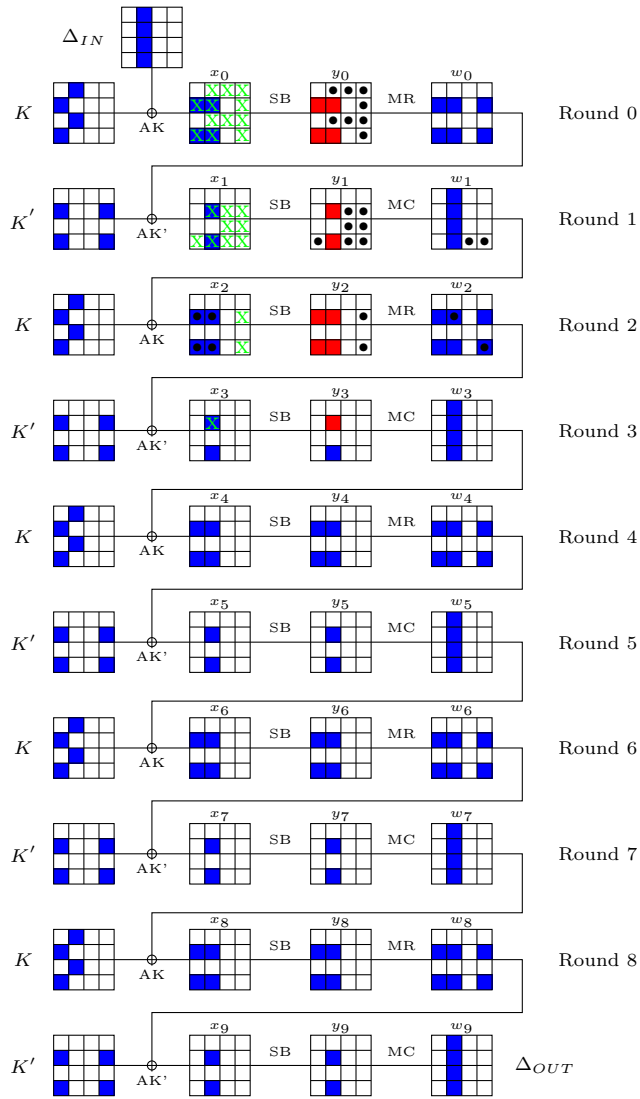 Δ_IN
x_0 y_0 w_0
X X X
K SB MR Round 0
X X X
X X X
X X X
AK
x_1 y_1 w_1
K' SB MC Round 1
X X X
X X
X X X X
AK'
x_2 y_2 w_2
K SB MR Round 2
X
X
AK
x_3 y_3 w_3
K' SB MC Round 3
X
AK'
x_4 y_4 w_4
K SB MR Round 4
AK
x_5 y_5 w_5
K' SB MC Round 5
AK'
x_6 y_6 w_6
K SB MR Round 6
AK
x_7 y_7 w_7
K' SB MC Round 7
AK'
x_8 y_8 w_8
K SB MR Round 8
AK
x_9 y_9 w_9
K' SB MC Δ_OUT
AK'